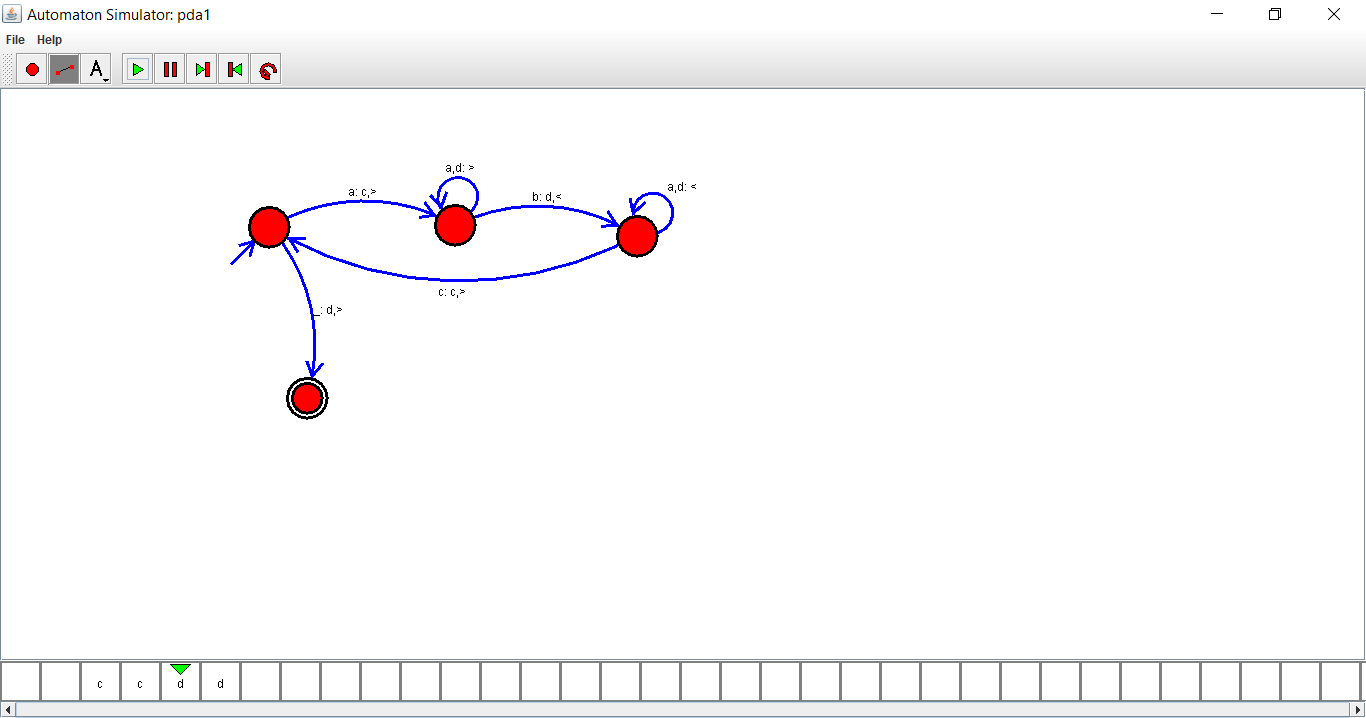 Automaton Simulator: pda1
File Help
A
a,d: >
a: c,>
b: d,<
a,d: <
c: c,>
_: d,>
c c d d